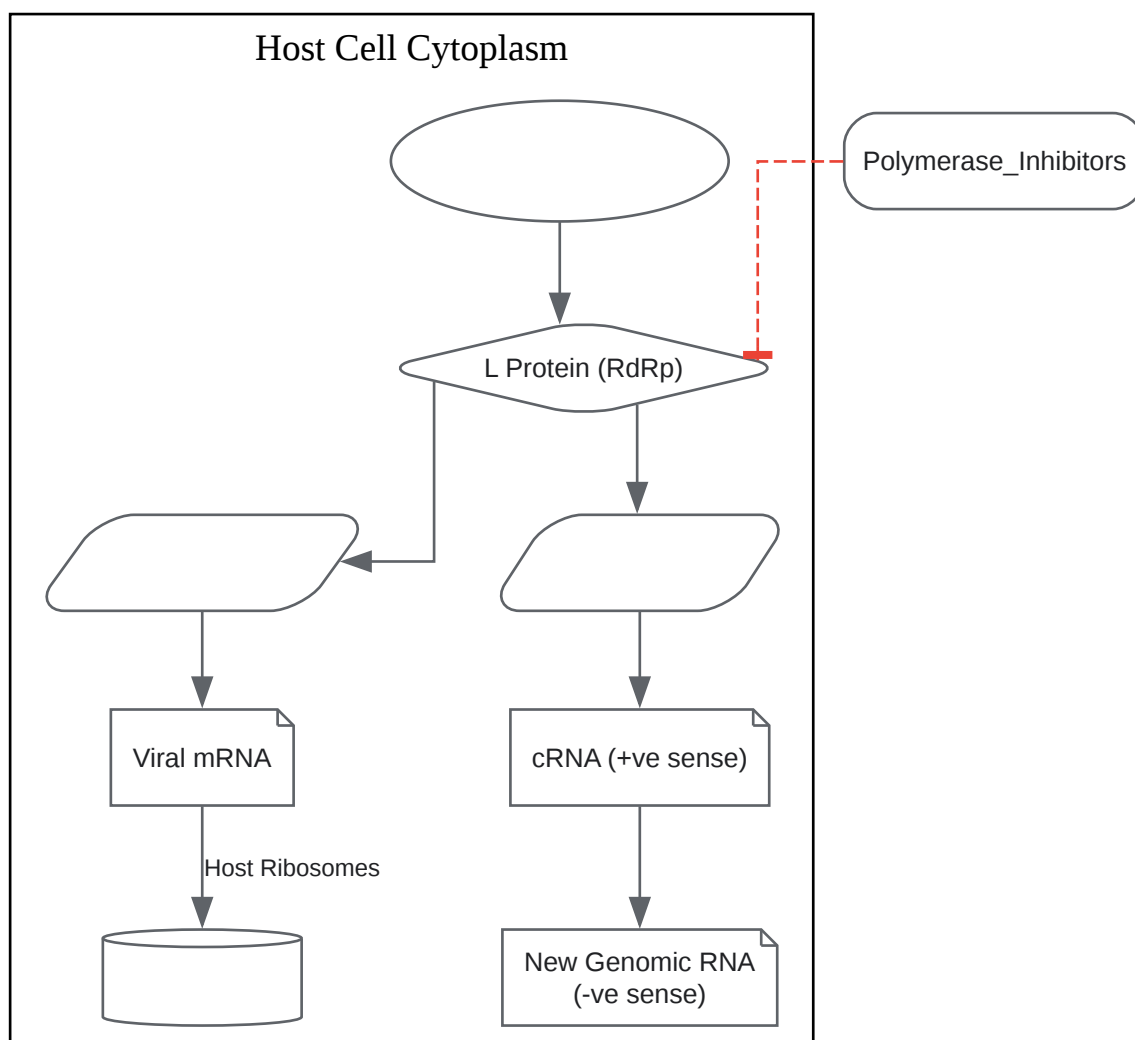 Host Cell Cytoplasm
Polymerase_Inhibitors
L Protein (RdRp)
Viral mRNA
cRNA (+ve sense)
Host Ribosomes
New Genomic RNA
(-ve sense)